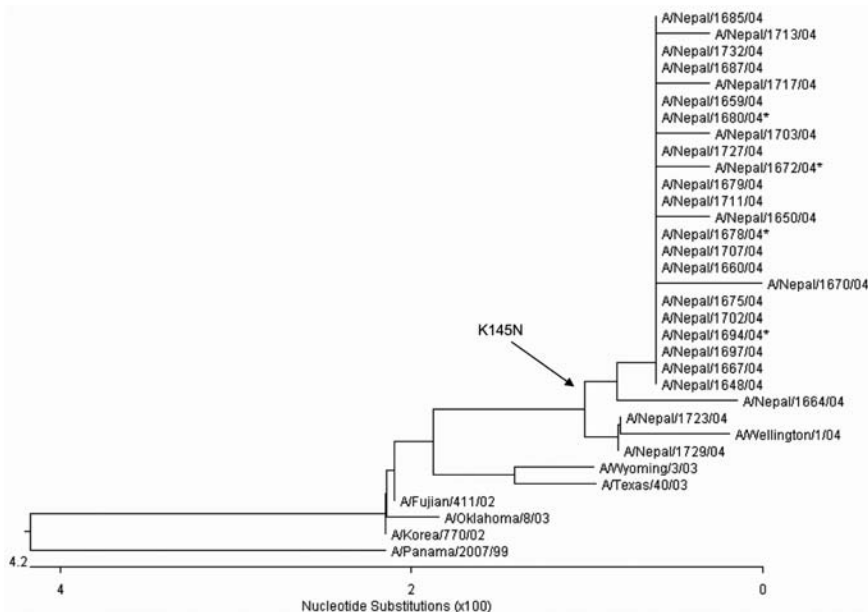 A/Nepal/1685/04
A/Nepal/1713/04
A/Nepal/1732/04
A/Nepal/1687/04
A/Nepal/1717/04
A/Nepal/1659/04
A/Nepal/1680/04*
A/Nepal/1703/04
A/Nepal/1727/04
A/Nepal/1672/04*
A/Nepal/1679/04
A/Nepal/1711/04
A/Nepal/1650/04
A/Nepal/1678/04*
A/Nepal/1707/04
A/Nepal/1660/04
A/Nepal/1670/04
A/Nepal/1675/04
A/Nepal/1702/04
A/Nepal/1694/04*
A/Nepal/1697/04
A/Nepal/1667/04
A/Nepal/1648/04
K145N
A/Nepal/1664/04
A/Nepal/1723/04
A/Wellington/1/04
A/Nepal/1729/04
A/Wyoming/3/03
A/Texas/40/03
A/Fujian/411/02
A/Oklahoma/8/03
A/Korea/770/02
A/Panama/2007/99
4.2
4 2 0
Nucleotide Substitutions (x100)